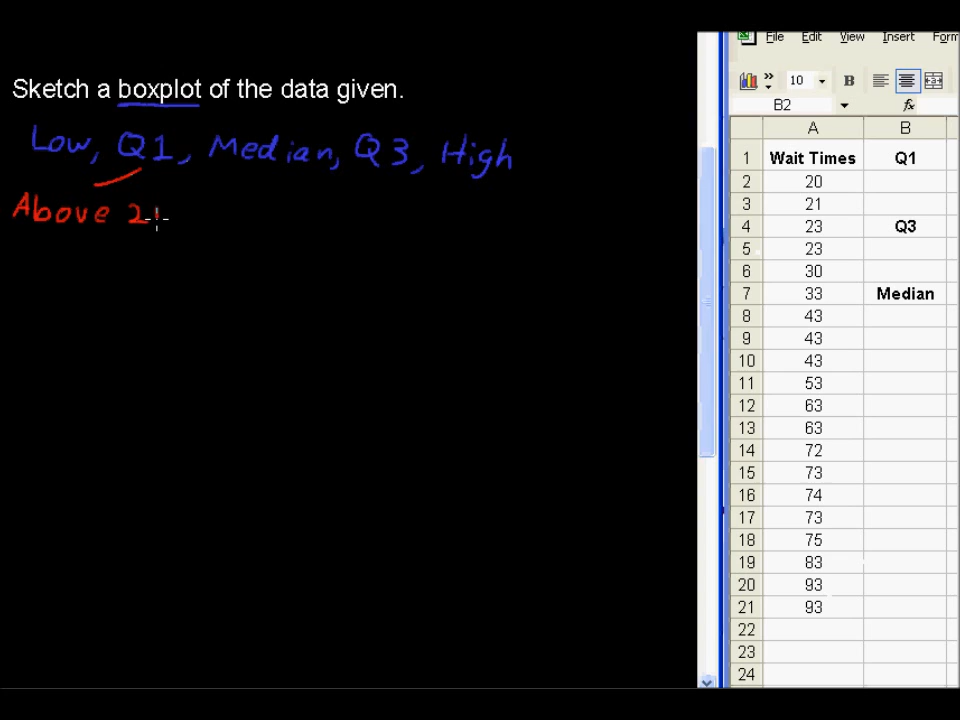 Sketch a boxplot of the data given.
Low, Q1, Median, Q3, High
Above
File Edit View Insert
10 B
B2 fx
A B
1 Wait Times Q1
2 20
3 21
4 23 Q3
5 23
6 30
7 33 Median
8 43
9 43
10 43
11 53
12 63
13 63
14 72
15 73
16 74
17 73
18 75
19 83
20 93
21 93
22
23
24